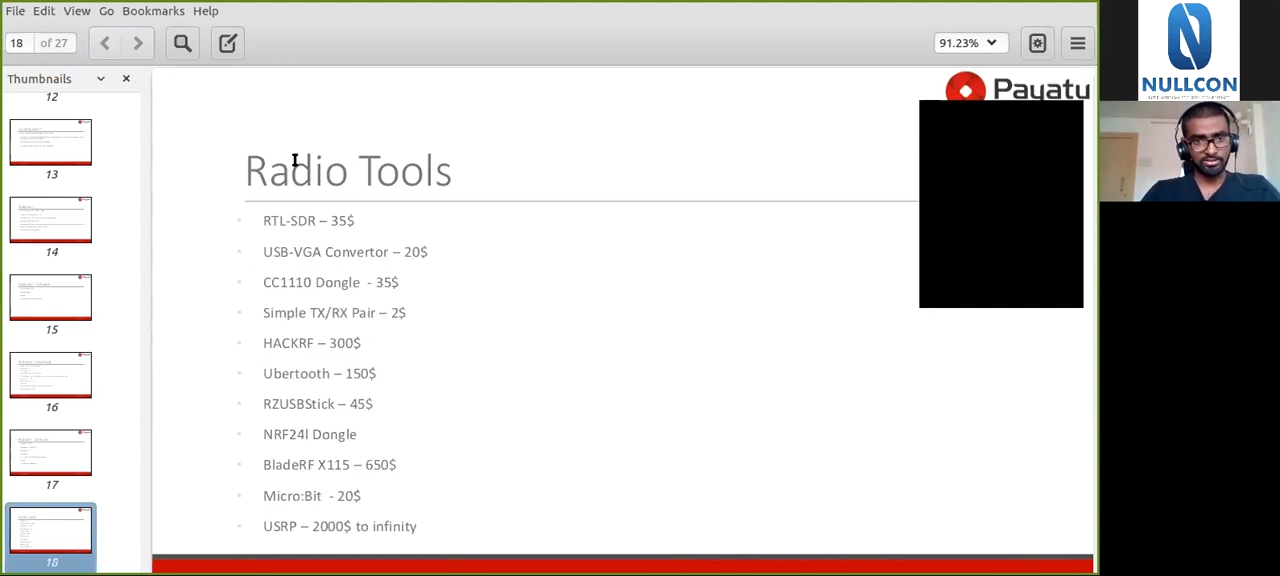 File Edit View Go Bookmarks Help
18 of 27
91.23%
Thumbnails
12
13
14
15
16
17
18
Payatu
Radio Tools
RTL-SDR – 35$
USB-VGA Convertor – 20$
CC1110 Dongle - 35$
Simple TX/RX Pair – 2$
HACKRF – 300$
Ubertooth – 150$
RZUSBStick – 45$
NRF24l Dongle
BladeRF X115 – 650$
Micro:Bit - 20$
USRP – 2000$ to infinity
NULLCON